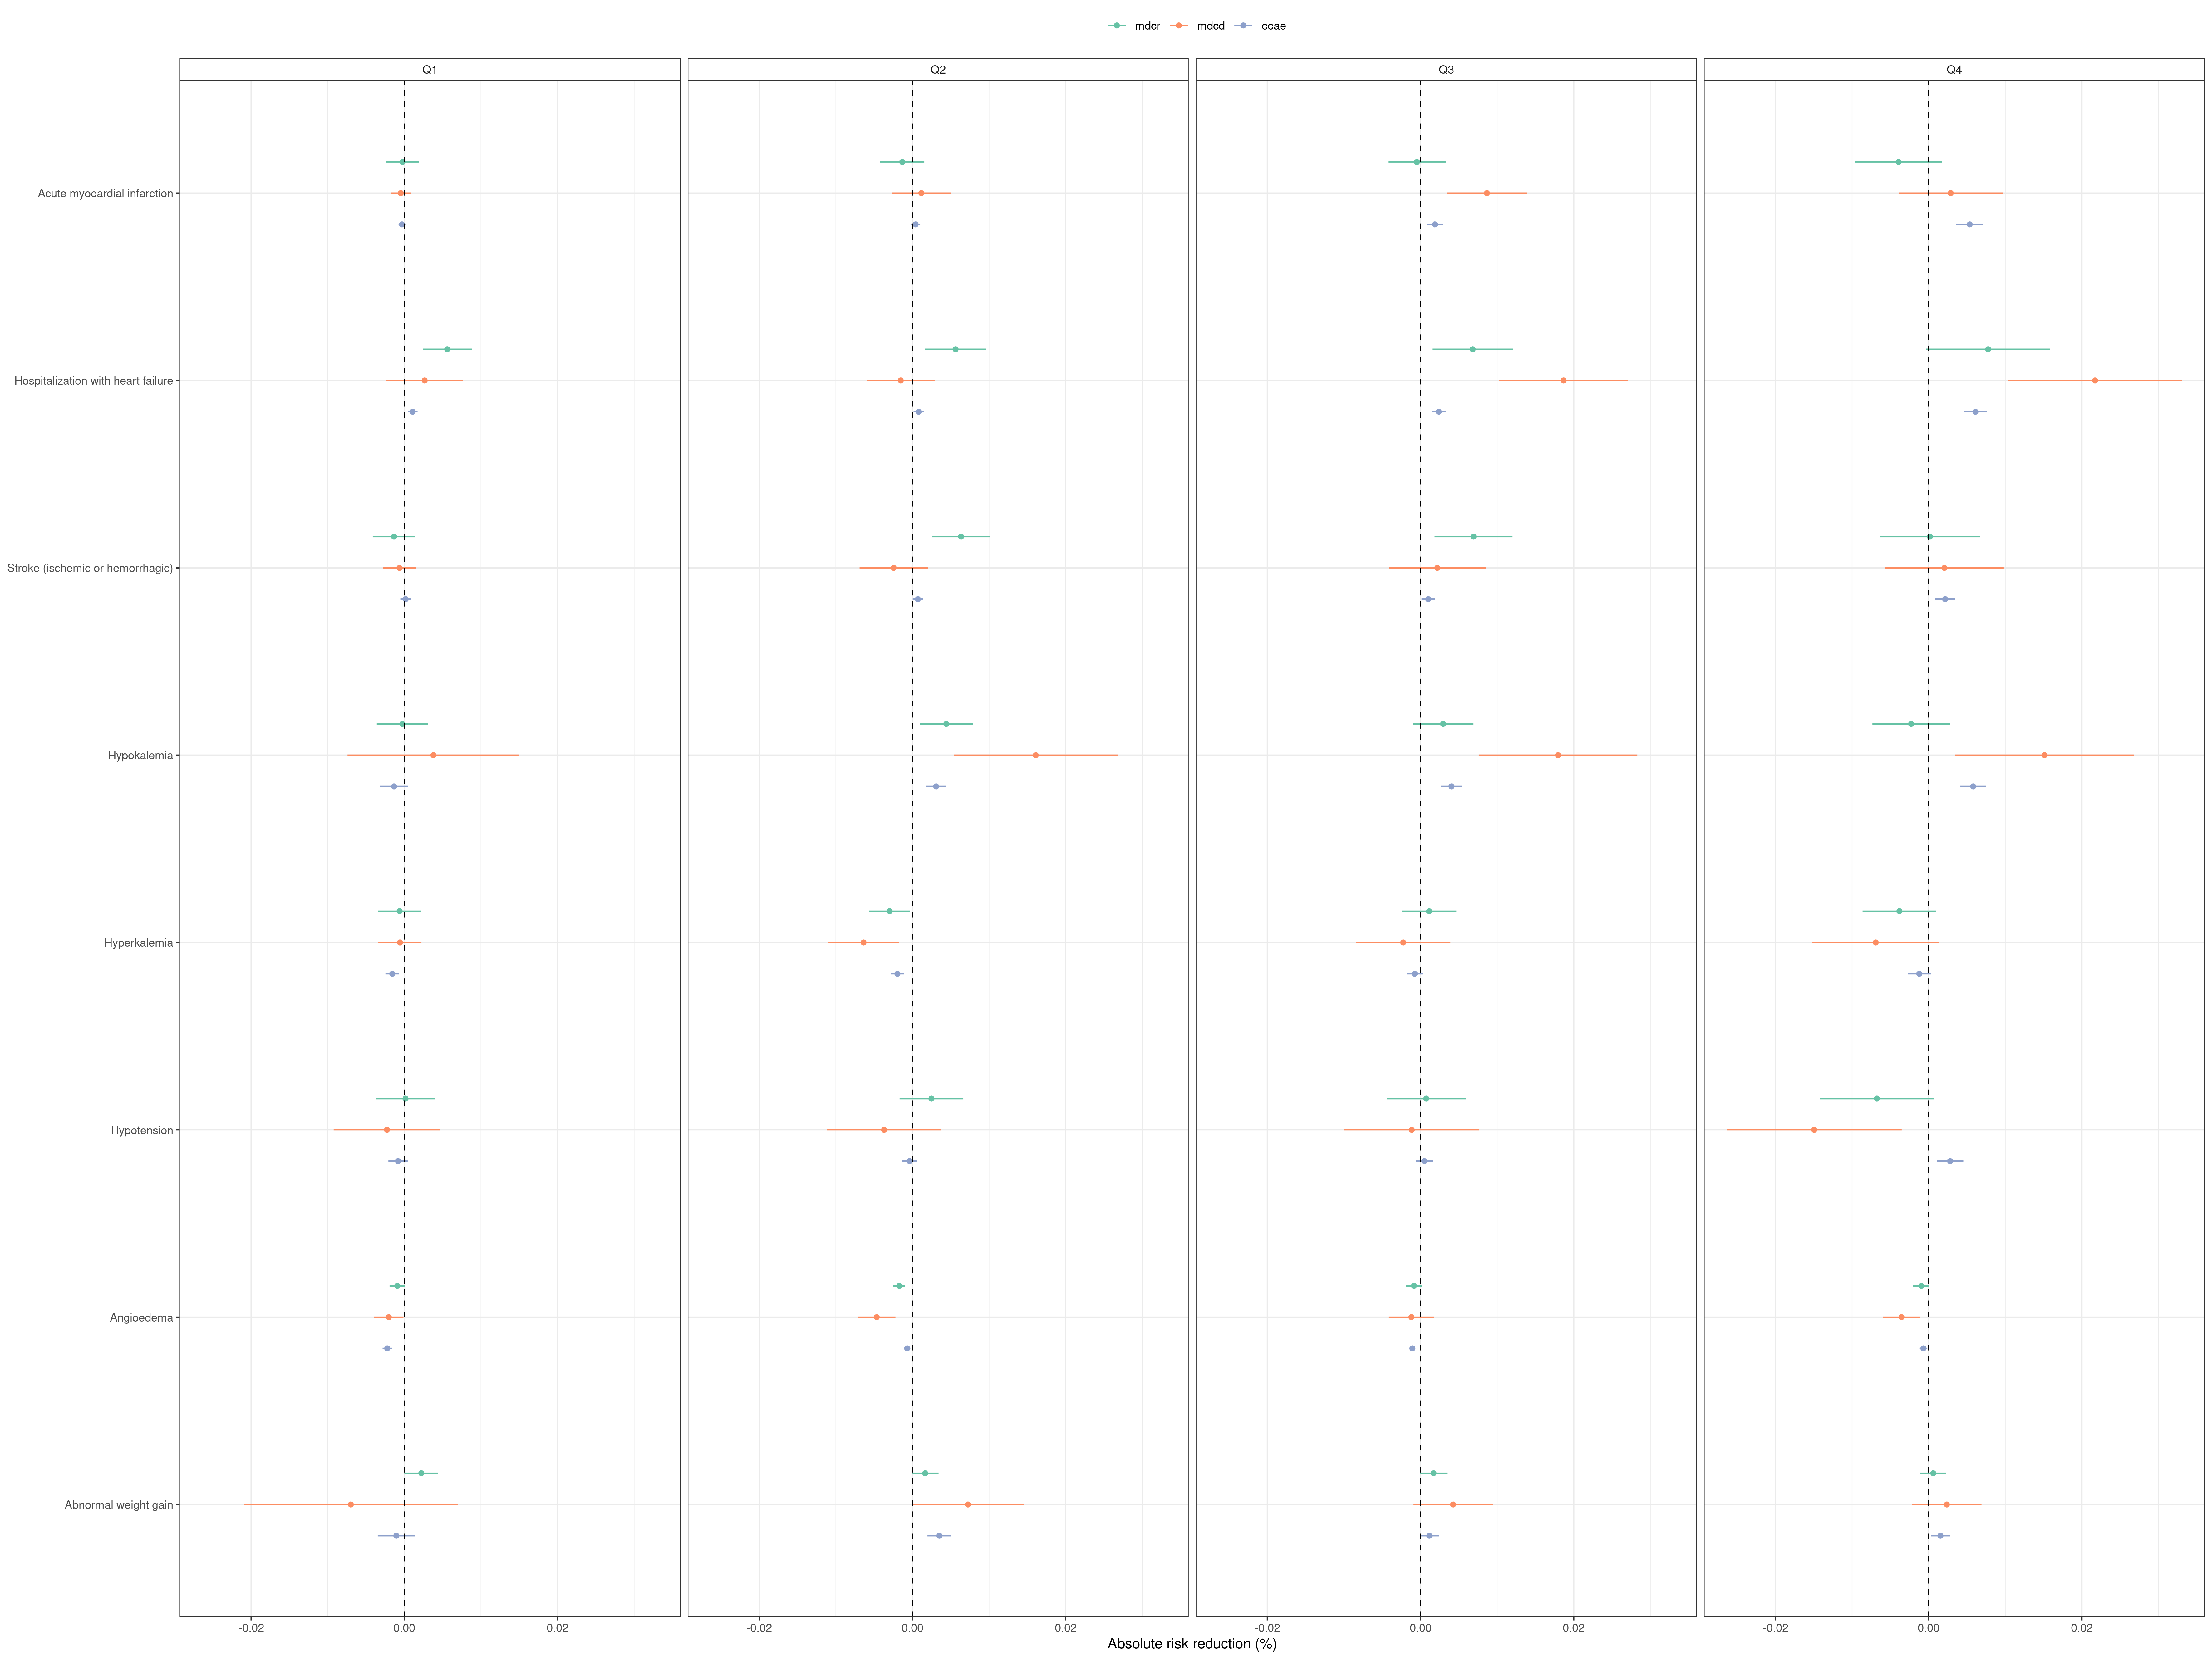 mdcr mdcd ccae
Q1 Q2 Q3 Q4
Acute myocardial infarction
Hospitalization with heart failure
Stroke (ischemic or hemorrhagic)
Hypokalemia
Hyperkalemia
Hypotension
Angioedema
Abnormal weight gain
-0.02 0.00 0.02 -0.02 0.00 0.02 -0.02 0.00 0.02 -0.02 0.00 0.02
Absolute risk reduction (%)